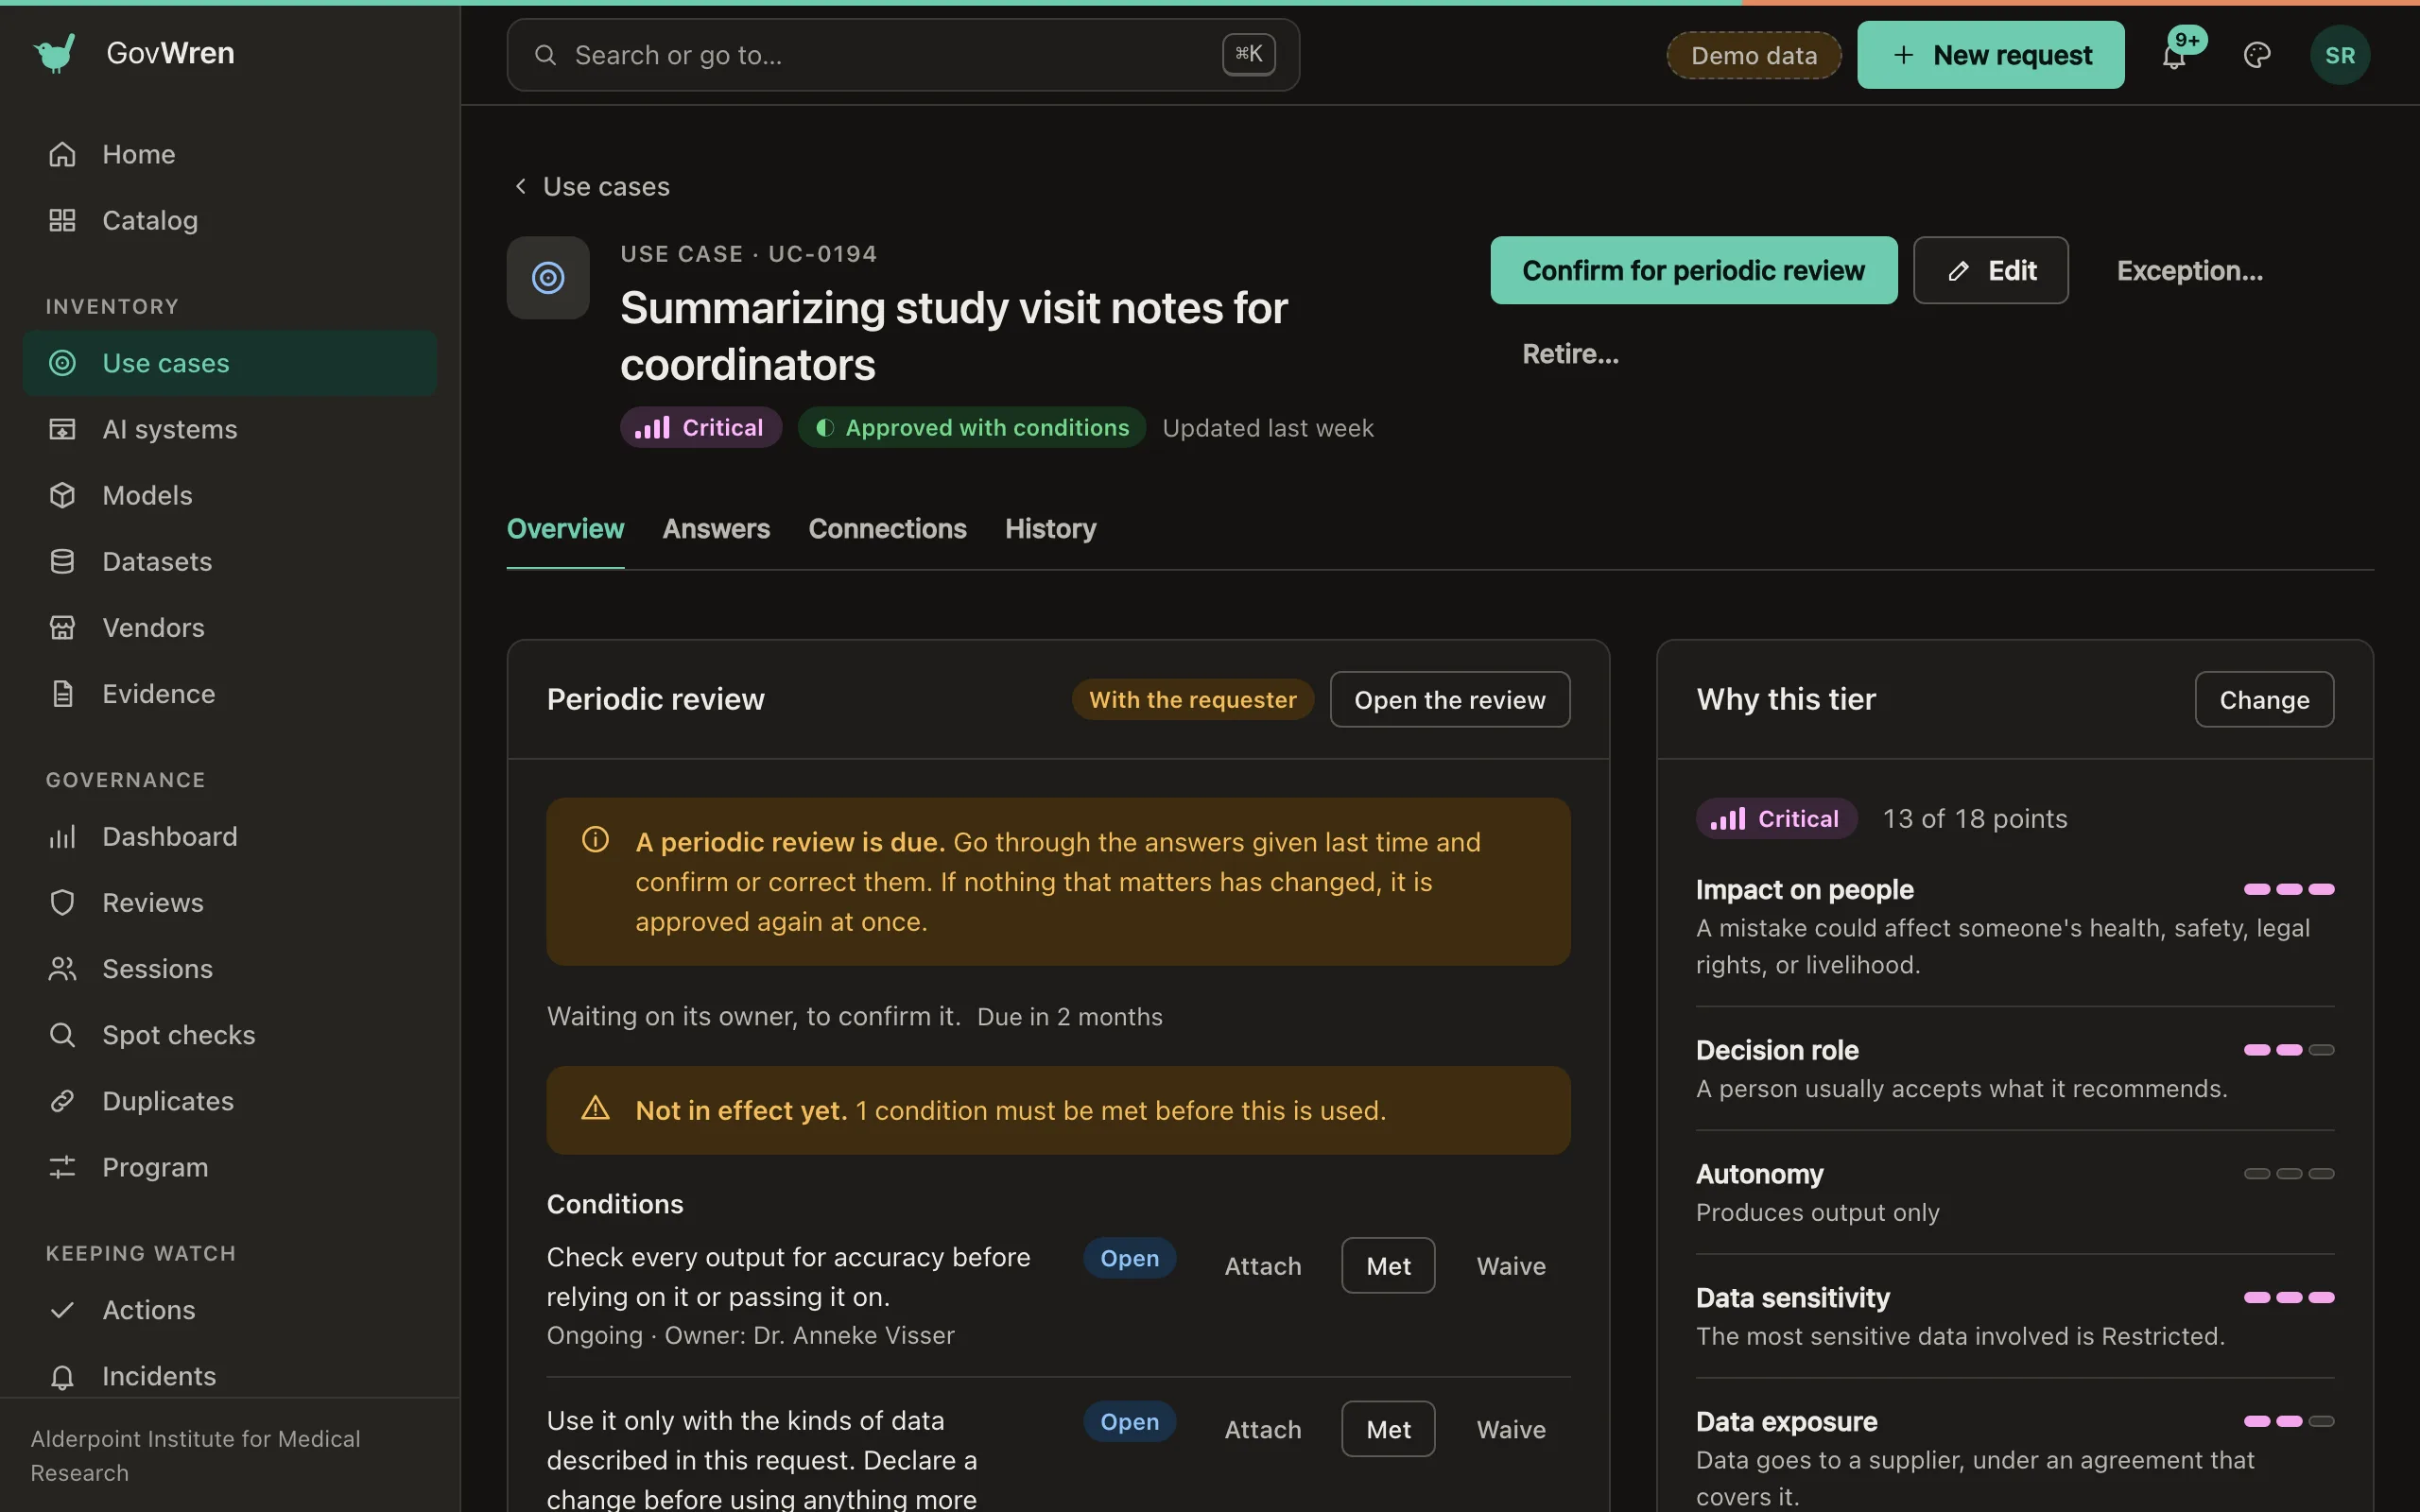 GovWren
Search or go to...
⌘K
Demo data
+ New request
9+
SR
Home
Catalog
INVENTORY
Use cases
AI systems
Models
Datasets
Vendors
Evidence
GOVERNANCE
Dashboard
Reviews
Sessions
Spot checks
Duplicates
Program
KEEPING WATCH
Actions
Incidents
Alderpoint Institute for Medical
Research
Use cases
USE CASE · UC-0194
Summarizing study visit notes for
coordinators
Critical
Approved with conditions
Updated last week
Confirm for periodic review
Edit
Exception...
Retire...
Overview
Answers
Connections
History
Periodic review
With the requester
Open the review
A periodic review is due. Go through the answers given last time and
confirm or correct them. If nothing that matters has changed, it is
approved again at once.
Waiting on its owner, to confirm it. Due in 2 months
Not in effect yet. 1 condition must be met before this is used.
Conditions
Check every output for accuracy before
relying on it or passing it on.
Ongoing · Owner: Dr. Anneke Visser
Open
Attach
Met
Waive
Use it only with the kinds of data
described in this request. Declare a
change before using anything more
Open
Attach
Met
Waive
Why this tier
Change
Critical
13 of 18 points
Impact on people
A mistake could affect someone's health, safety, legal
rights, or livelihood.
Decision role
A person usually accepts what it recommends.
Autonomy
Produces output only
Data sensitivity
The most sensitive data involved is Restricted.
Data exposure
Data goes to a supplier, under an agreement that
covers it.